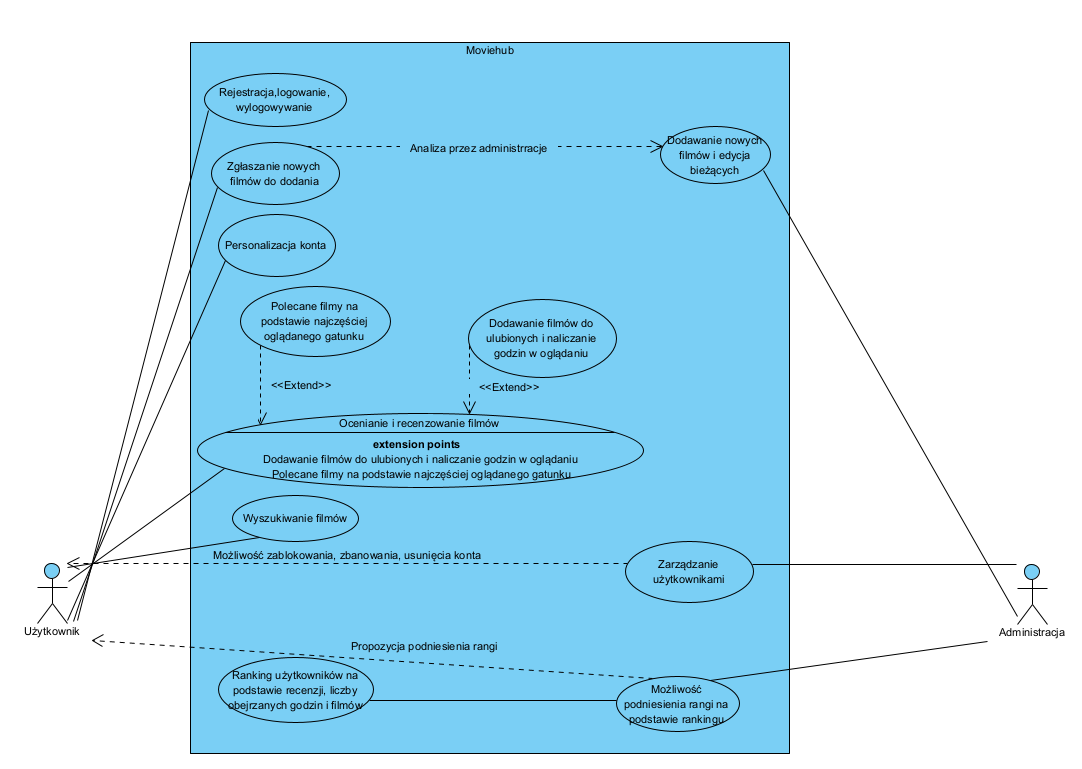 Moviehub
Rejestracja,logowanie,
wylogowywanie
Analiza przez administrracje
Dodawanie nowych
filmów i edycja
bieżących
Zgłaszanie nowych
filmów do dodania
Personalizacja konta
Polecane filmy na
podstawie najczęściej
oglądanego gatunku
Dodawanie filmów do
ulubionych i naliczanie
godzin w oglądaniu
<<Extend>>
<<Extend>>
Ocenianie i recenzowanie filmów
extension points
Dodawanie filmów do ulubionych i naliczanie godzin w oglądaniu
Polecane filmy na podstawie najczęściej oglądanego gatunku
Wyszukiwanie filmów
Możliwość zablokowania, zbanowania, usunięcia konta
Zarządzanie
użytkownikami
Użytkownik
Administracja
Propozycja podniesienia rangi
Ranking użytkowników na
podstawie recenzji, liczby
obejrzanych godzin i filmów
Możliwość
podniesienia rangi na
podstawie rankingu